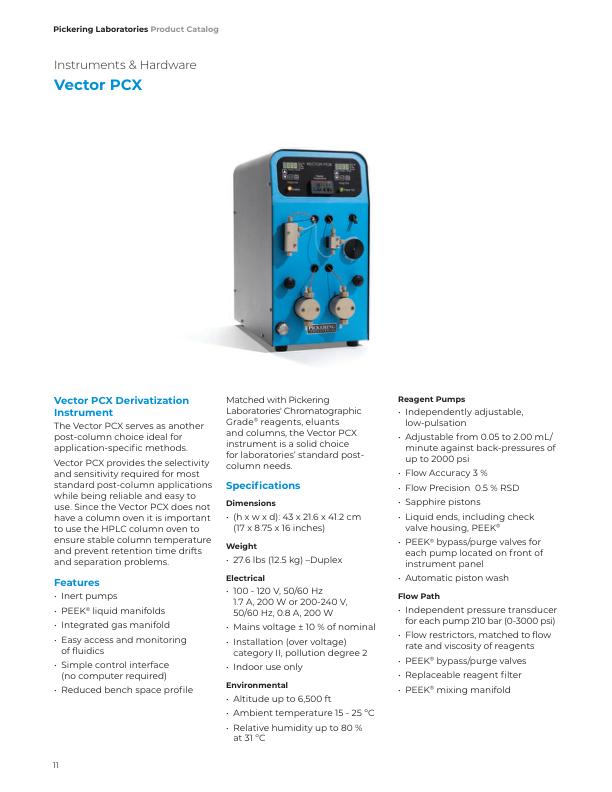 Pickering Laboratories Product Catalog
Instruments & Hardware
Vector PCX
VECTOR PCX
PICKERING
Vector PCX Derivatization
Instrument
The Vector PCX serves as another
post-column choice ideal for
application-specific methods.
Vector PCX provides the selectivity
and sensitivity required for most
standard post-column applications
while being reliable and easy to
use. Since the Vector PCX does not
have a column oven it is important
to use the HPLC column oven to
ensure stable column temperature
and prevent retention time drifts
and separation problems.
Features
• Inert pumps
• PEEK® liquid manifolds
• Integrated gas manifold
• Easy access and monitoring
of fluidics
• Simple control interface
(no computer required)
• Reduced bench space profile
Matched with Pickering
Laboratories' Chromatographic
Grade® reagents, eluants
and columns, the Vector PCX
instrument is a solid choice
for laboratories' standard post-
column needs.
Specifications
Dimensions
• (h x w x d): 43 x 21.6 x 41.2 cm
(17 x 8.75 x 16 inches)
Weight
• 27.6 lbs (12.5 kg) –Duplex
Electrical
• 100 - 120 V, 50/60 Hz
1.7 A, 200 W or 200-240 V,
50/60 Hz, 0.8 A, 200 W
• Mains voltage ± 10 % of nominal
• Installation (over voltage)
category II, pollution degree 2
• Indoor use only
Environmental
• Altitude up to 6,500 ft
• Ambient temperature 15 - 25 ºC
• Relative humidity up to 80 %
at 31 ºC
Reagent Pumps
• Independently adjustable,
low-pulsation
• Adjustable from 0.05 to 2.00 mL/
minute against back-pressures of
up to 2000 psi
• Flow Accuracy 3 %
• Flow Precision 0.5 % RSD
• Sapphire pistons
• Liquid ends, including check
valve housing, PEEK®
• PEEK® bypass/purge valves for
each pump located on front of
instrument panel
• Automatic piston wash
Flow Path
• Independent pressure transducer
for each pump 210 bar (0-3000 psi)
• Flow restrictors, matched to flow
rate and viscosity of reagents
• PEEK® bypass/purge valves
• Replaceable reagent filter
• PEEK® mixing manifold
11